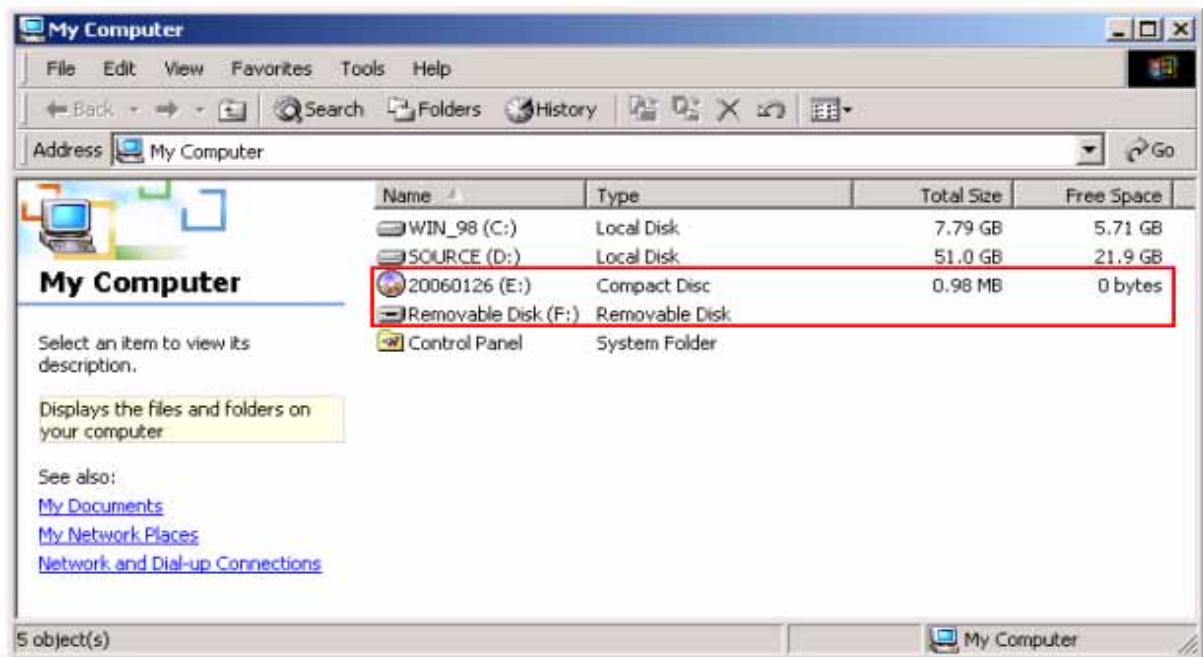 My Computer
File Edit View Favorites Tools Help
Back Search Folders History
Address My Computer Go
Name Type Total Size Free Space
WIN_98 (C:) Local Disk 7.79 GB 5.71 GB
SOURCE (D:) Local Disk 51.0 GB 21.9 GB
20060126 (E:) Compact Disc 0.98 MB 0 bytes
Removable Disk (F:) Removable Disk
Control Panel System Folder
My Computer
Select an item to view its
description.
Displays the files and folders on
your computer
See also:
My Documents
My Network Places
Network and Dial-up Connections
5 object(s) My Computer